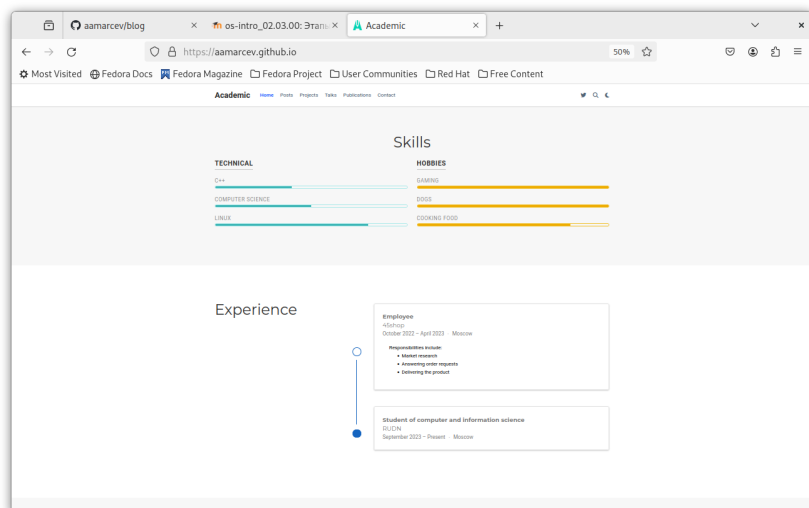 aamarcev/blog
os-intro_02.03.00: Этапы
Academic
https://aamarcev.github.io
50%
Most Visited Fedora Docs Fedora Magazine Fedora Project User Communities Red Hat Free Content
Academic Home Posts Projects Talks Publications Contact
Skills
TECHNICAL
C++
COMPUTER SCIENCE
LINUX
HOBBIES
GAMING
DOGS
COOKING FOOD
Experience
Employee
45shop
October 2022 – April 2023 · Moscow
Responsibilities include:
• Market research
• Answering order requests
• Delivering the product
Student of computer and information science
RUDN
September 2023 – Present · Moscow